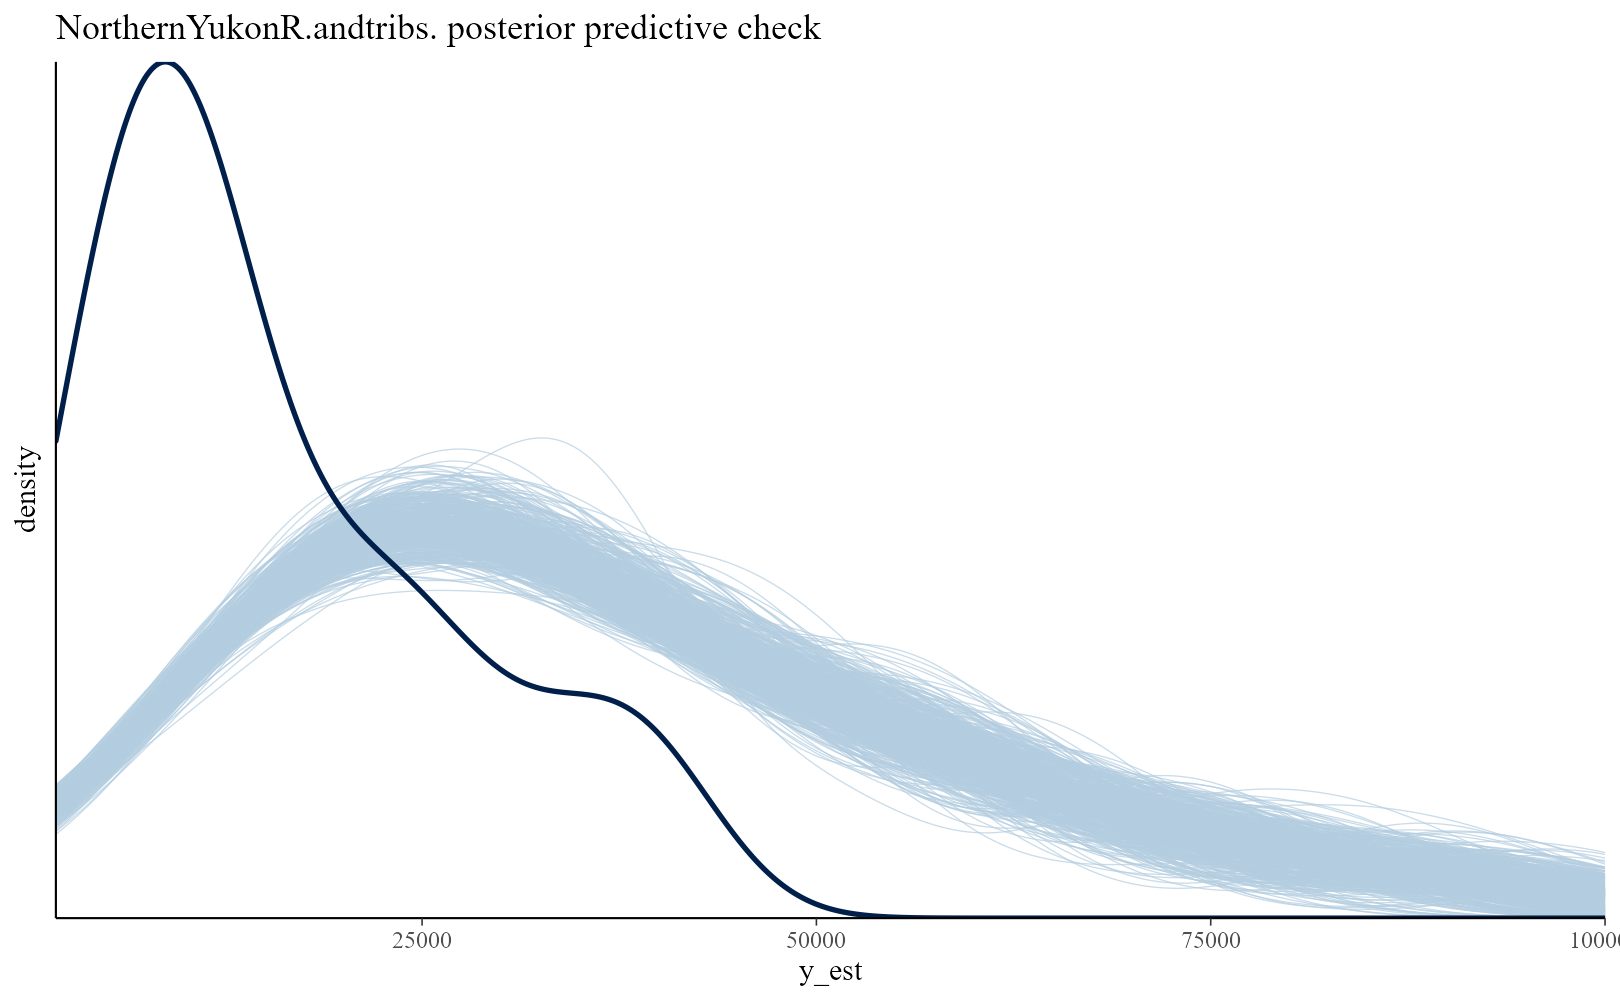 NorthernYukonR.andtribs. posterior predictive check
density
25000
50000
75000
y_est